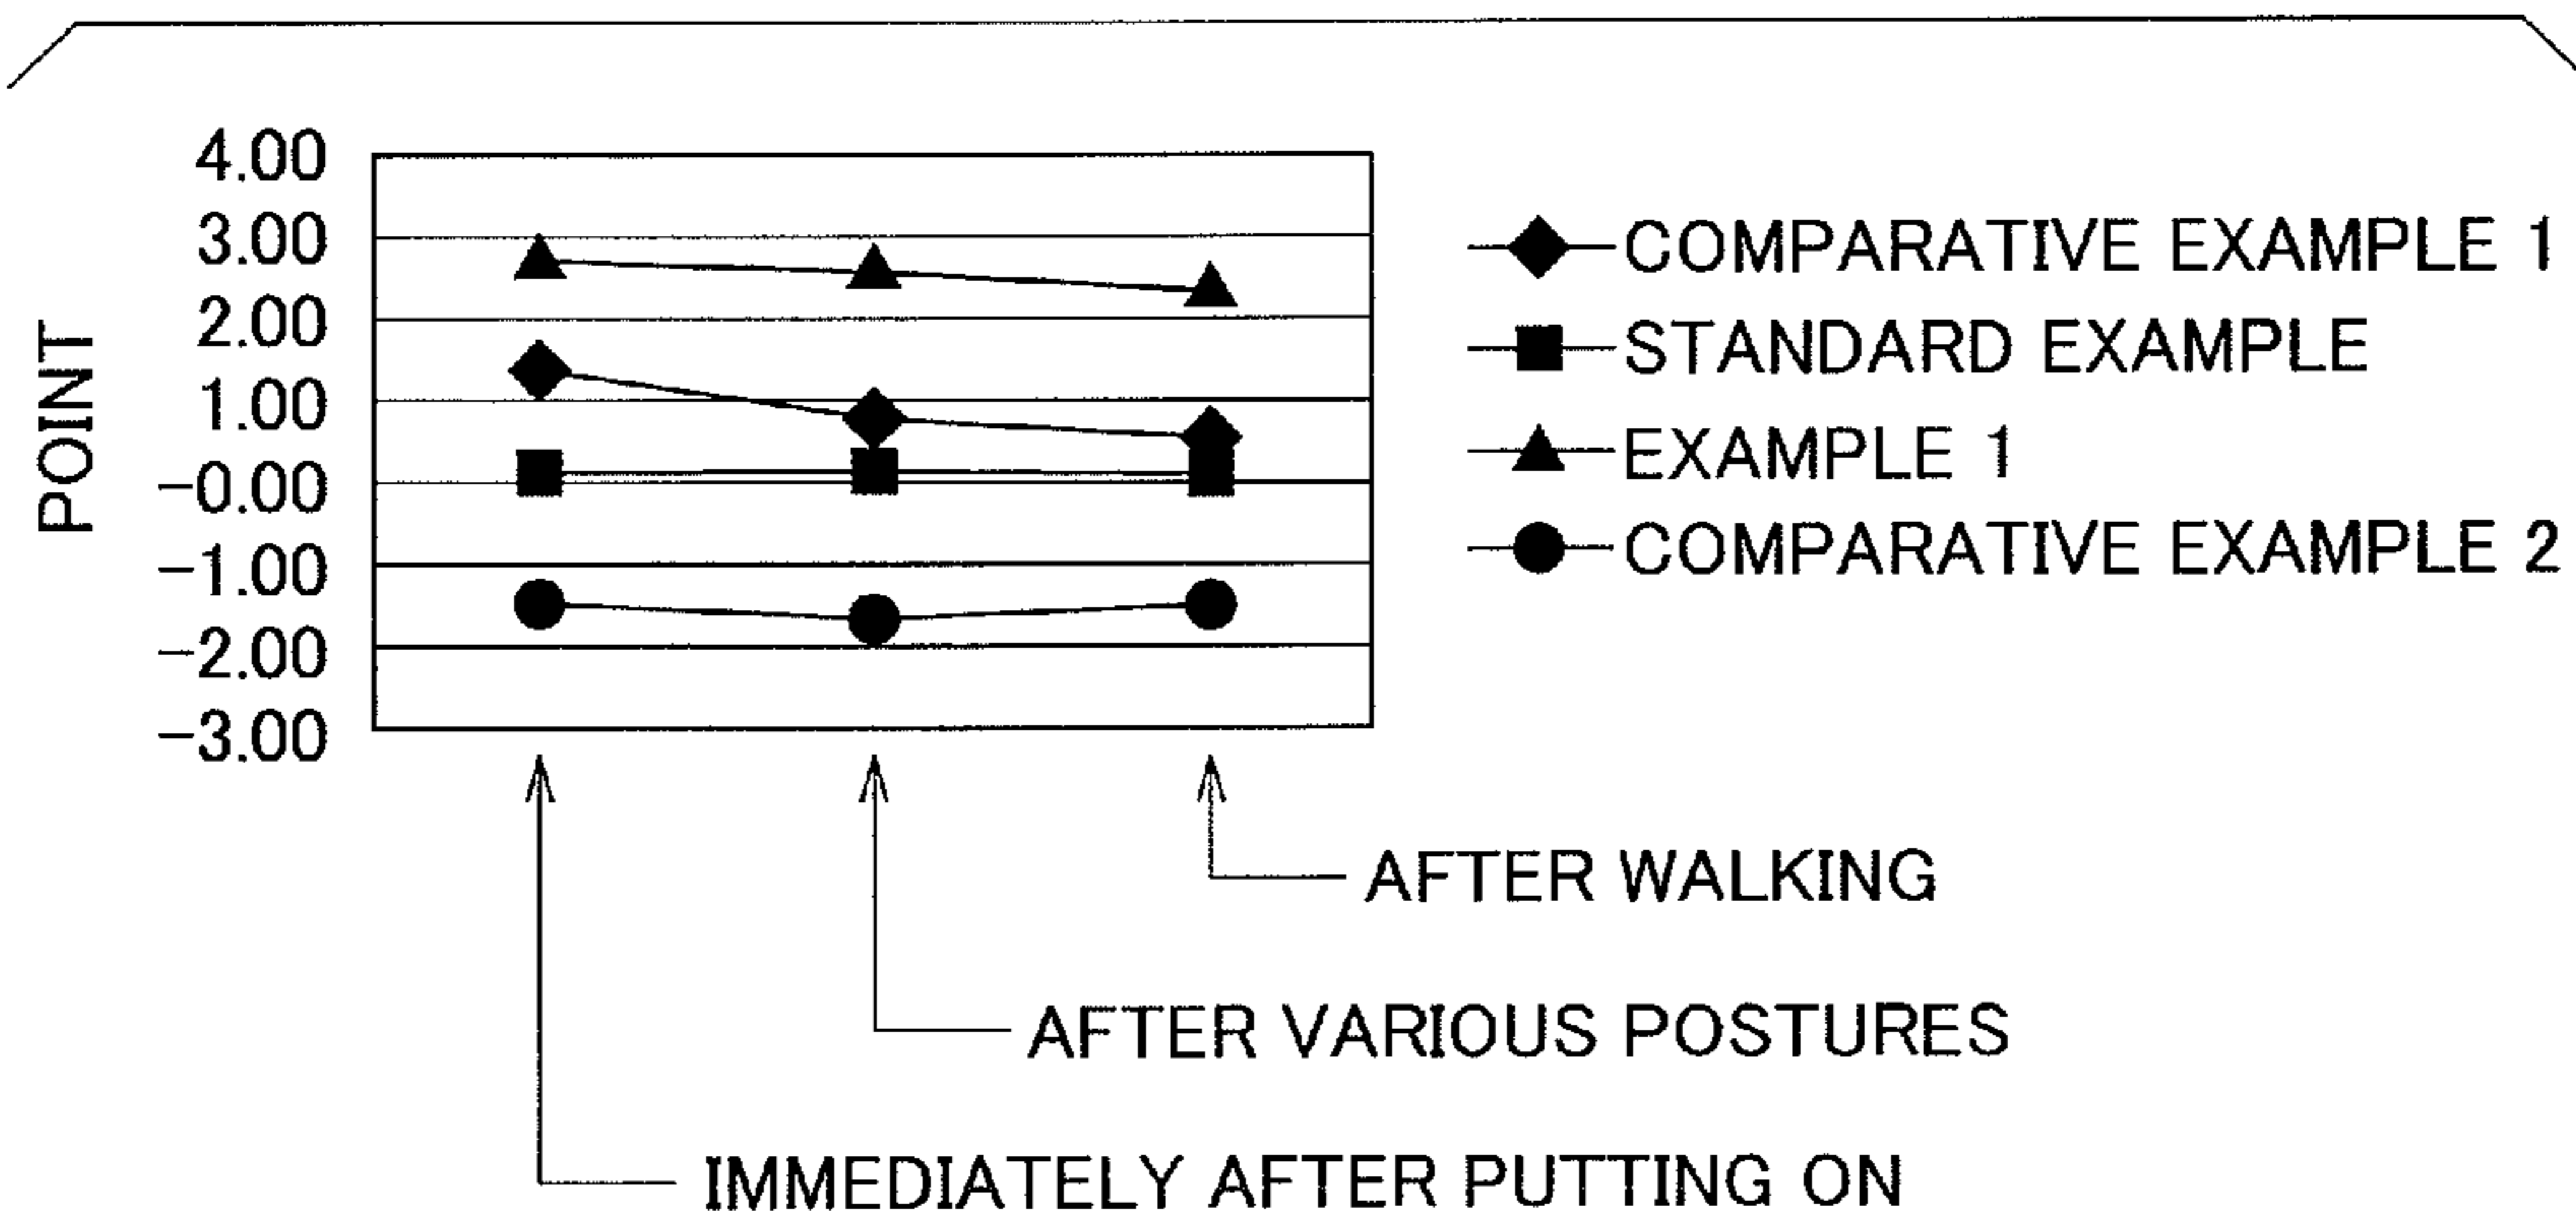 4.00
3.00
2.00
1.00
−0.00
−1.00
−2.00
−3.00
POINT
COMPARATIVE EXAMPLE 1
STANDARD EXAMPLE
EXAMPLE 1
COMPARATIVE EXAMPLE 2
AFTER WALKING
AFTER VARIOUS POSTURES
IMMEDIATELY AFTER PUTTING ON